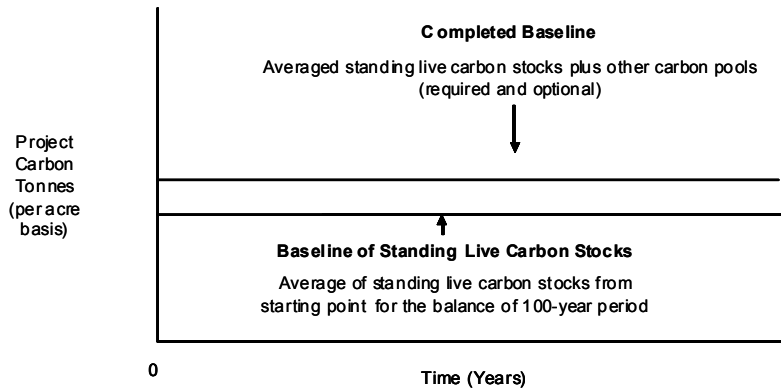 Completed Baseline
Averaged standing live carbon stocks plus other carbon pools
(required and optional)
Project
Carbon
Tonnes
(per acre
basis)
Baseline of Standing Live Carbon Stocks
Average of standing live carbon stocks from
starting point for the balance of 100-year period
0
Time (Years)